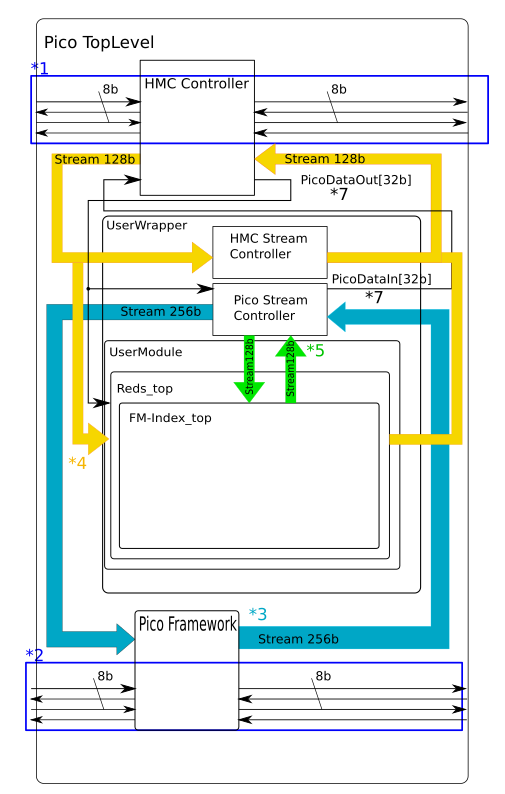 Pico TopLevel
*1
HMC Controller
8b
8b
Stream 128b
Stream 128b
PicoDataOut[32b]
*7
UserWrapper
HMC Stream
Controller
PicoDataIn[32b]
*7
Pico Stream
Controller
Stream 256b
Stream128b
Stream128b
*5
UserModule
Reds_top
FM-Index_top
*4
*3
Pico Framework
Stream 256b
*2
8b
8b